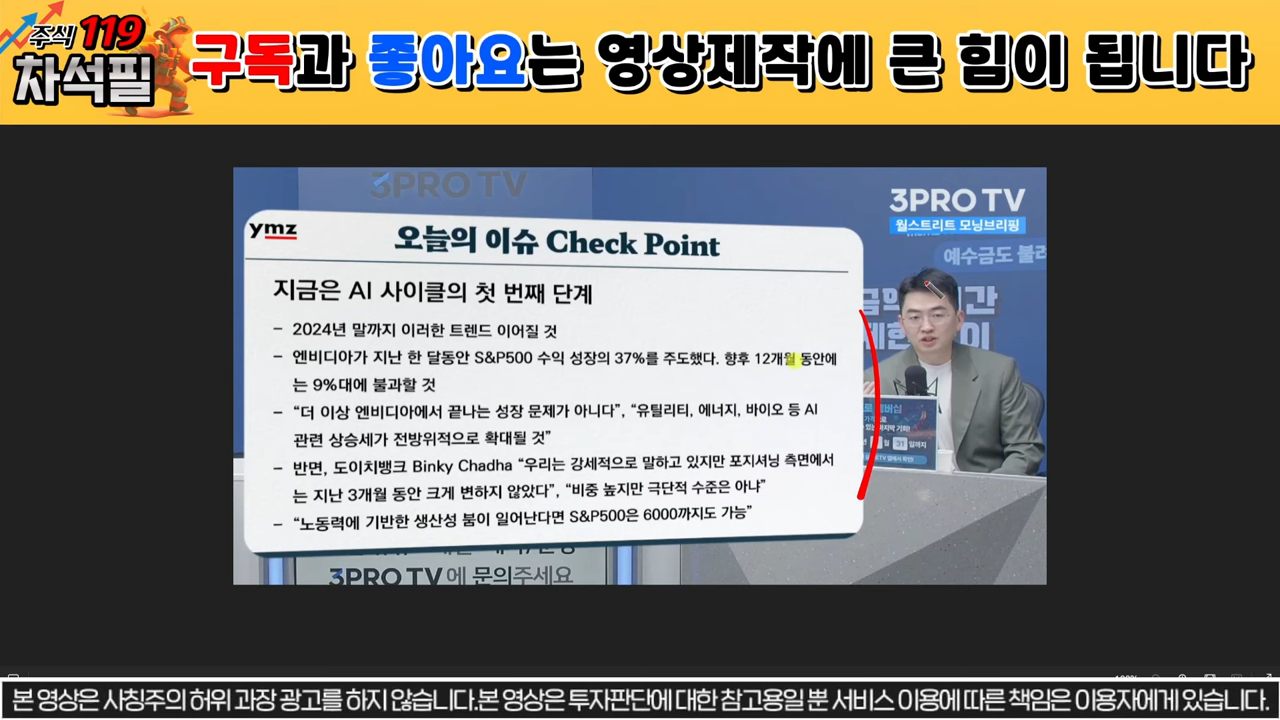 주식 119
차석필
구독과 좋아요는 영상제작에 큰 힘이 됩니다
3PRO TV
3PRO TV
월스트리트 모닝브리핑
예수금도 불
ymz
오늘의 이슈 Check Point
지금은 AI 사이클의 첫 번째 단계
- 2024년 말까지 이러한 트렌드 이어질 것
- 엔비디아가 지난 한 달동안 S&P500 수익 성장의 37%를 주도했다. 향후 12개월 동안에
는 9%대에 불과할 것
- “더 이상 엔비디아에서 끝나는 성장 문제가 아니다”, “유틸리티, 에너지, 바이오 등 AI
관련 상승세가 전방위적으로 확대될 것”
- 반면, 도이치뱅크 Binky Chadha “우리는 강세적으로 말하고 있지만 포지셔닝 측면에서
는 지난 3개월 동안 크게 변하지 않았다”, “비중 높지만 극단적 수준은 아냐”
- “노동력에 기반한 생산성 붐이 일어난다면 S&P500은 6000까지도 가능”
3PRO TV에 문의주세요
본 영상은 사칭주의 허위 과장 광고를 하지 않습니다.본 영상은 투자판단에 대한 참고용일 뿐 서비스 이용에 따른 책임은 이용자에게 있습니다.